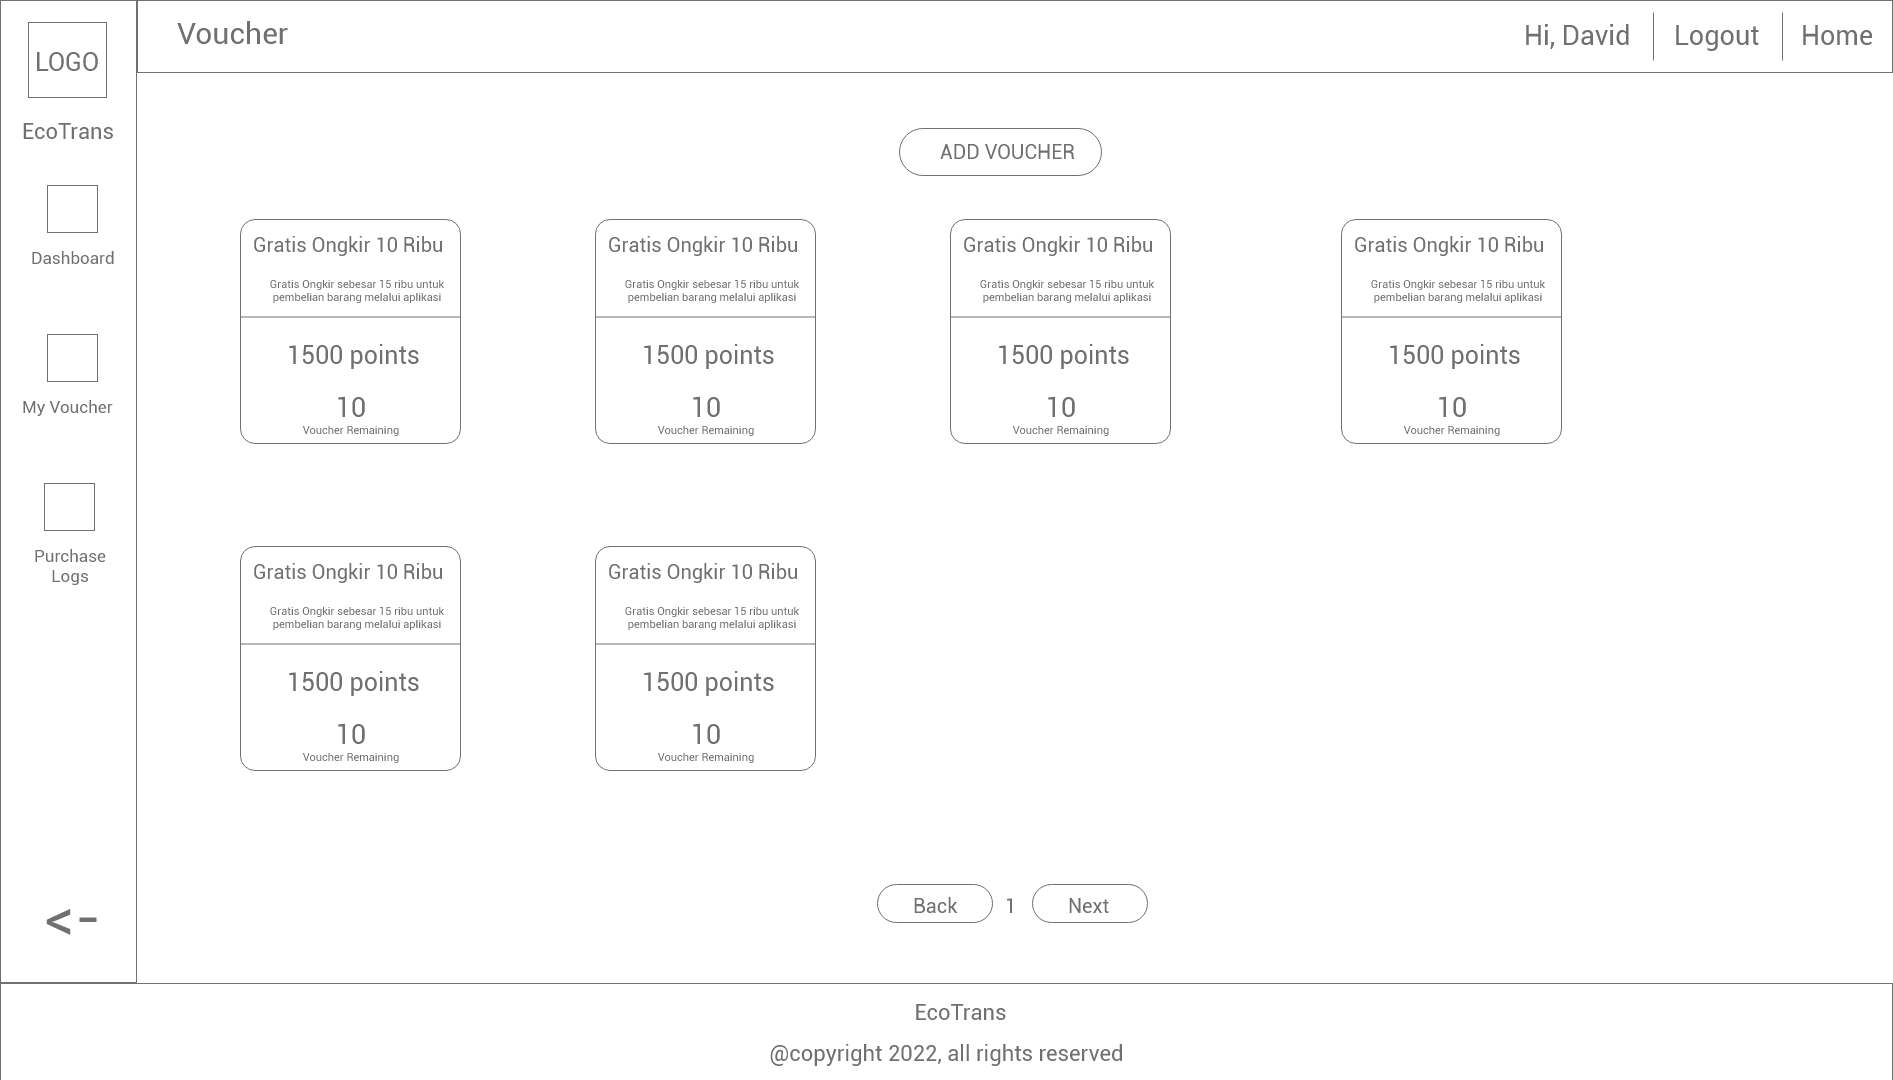 LOGO
EcoTrans
Dashboard
My Voucher
Purchase
Logs
<-
Voucher
Hi, David
Logout
Home
ADD VOUCHER
Gratis Ongkir 10 Ribu
Gratis Ongkir sebesar 15 ribu untuk
pembelian barang melalui aplikasi
1500 points
10
Voucher Remaining
Gratis Ongkir 10 Ribu
Gratis Ongkir sebesar 15 ribu untuk
pembelian barang melalui aplikasi
1500 points
10
Voucher Remaining
Gratis Ongkir 10 Ribu
Gratis Ongkir sebesar 15 ribu untuk
pembelian barang melalui aplikasi
1500 points
10
Voucher Remaining
Gratis Ongkir 10 Ribu
Gratis Ongkir sebesar 15 ribu untuk
pembelian barang melalui aplikasi
1500 points
10
Voucher Remaining
Gratis Ongkir 10 Ribu
Gratis Ongkir sebesar 15 ribu untuk
pembelian barang melalui aplikasi
1500 points
10
Voucher Remaining
Gratis Ongkir 10 Ribu
Gratis Ongkir sebesar 15 ribu untuk
pembelian barang melalui aplikasi
1500 points
10
Voucher Remaining
Back
1
Next
EcoTrans
@copyright 2022, all rights reserved